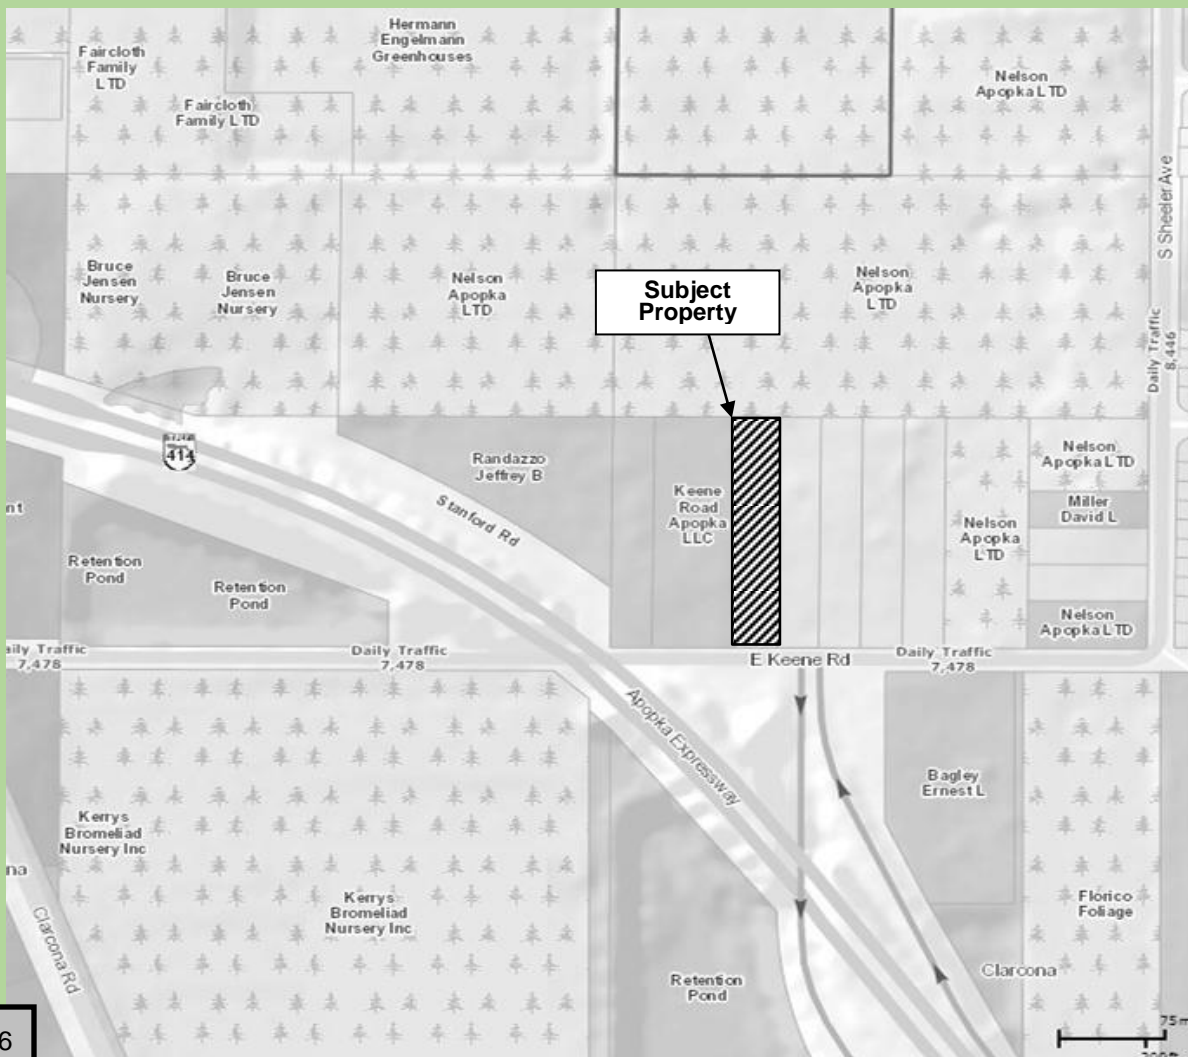 Hermann
Engelmann
Greenhouses
Faircloth
Family
LTD
Faircloth
Family LTD
Nelson
Apopka LTD
S Sheeler Ave
Bruce
Jensen
Nursery
Bruce
Jensen
Nursery
Nelson
Apopka
LTD
Subject
Property
Nelson
Apopka
LTD
Daily Traffic
8,446
414
Randazzo
Jeffrey B
Stanford Rd
Keene
Road
Apopka
LLC
Nelson
Apopka LTD
Miller
David L
Nelson
Apopka
LTD
Nelson
Apopka LTD
nt
Retention
Pond
Retention
Pond
aily Traffic
7,478
Daily Traffic
7,478
E Keene Rd
Daily Traffic
7,478
Apopka Expressway
Bagley
Ernest L
Kerrys
Bromeliad
Nursery Inc
na
Kerrys
Bromeliad
Nursery Inc
Florico
Foliage
Clarcona Rd
Retention
Pond
Clarcona
75m
6